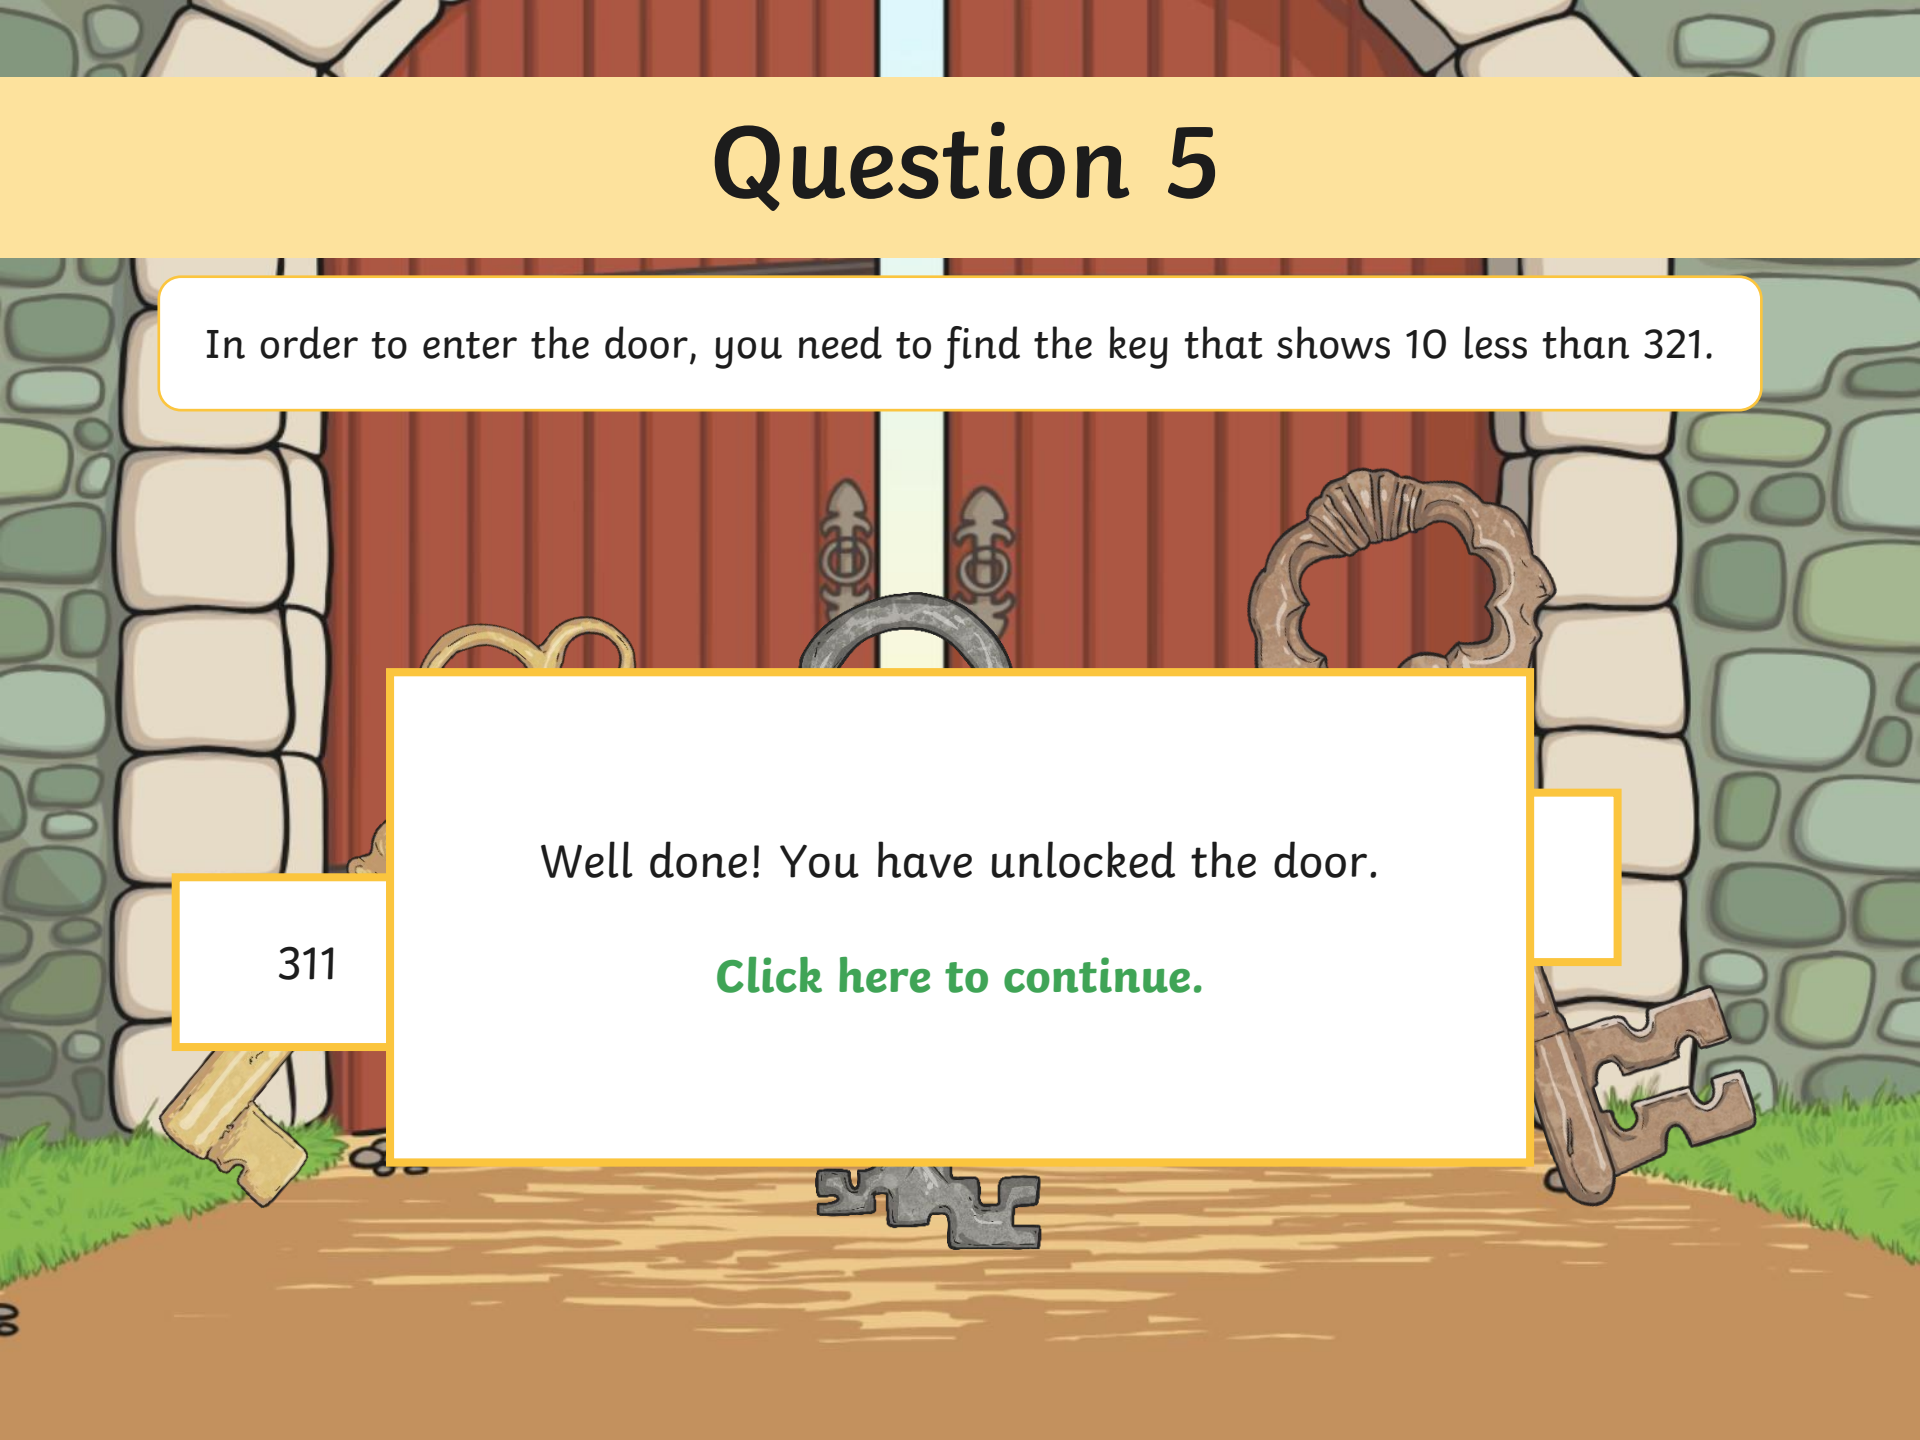 Question 5
In order to enter the door, you need to find the key that shows 10 less than 321.
Well done! You have unlocked the door.
311
Click here to continue.